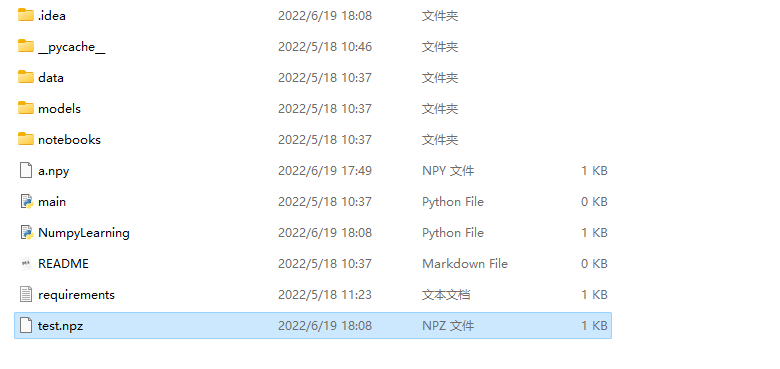 .idea 2022/6/19 18:08 文件夹
__pycache__ 2022/5/18 10:46 文件夹
data 2022/5/18 10:37 文件夹
models 2022/5/18 10:37 文件夹
notebooks 2022/5/18 10:37 文件夹
a.npy 2022/6/19 17:49 NPY 文件 1 KB
main 2022/5/18 10:37 Python File 0 KB
NumpyLearning 2022/6/19 18:08 Python File 1 KB
README 2022/5/18 10:37 Markdown File 0 KB
requirements 2022/5/18 11:23 文本文档 1 KB
test.npz 2022/6/19 18:08 NPZ 文件 1 KB